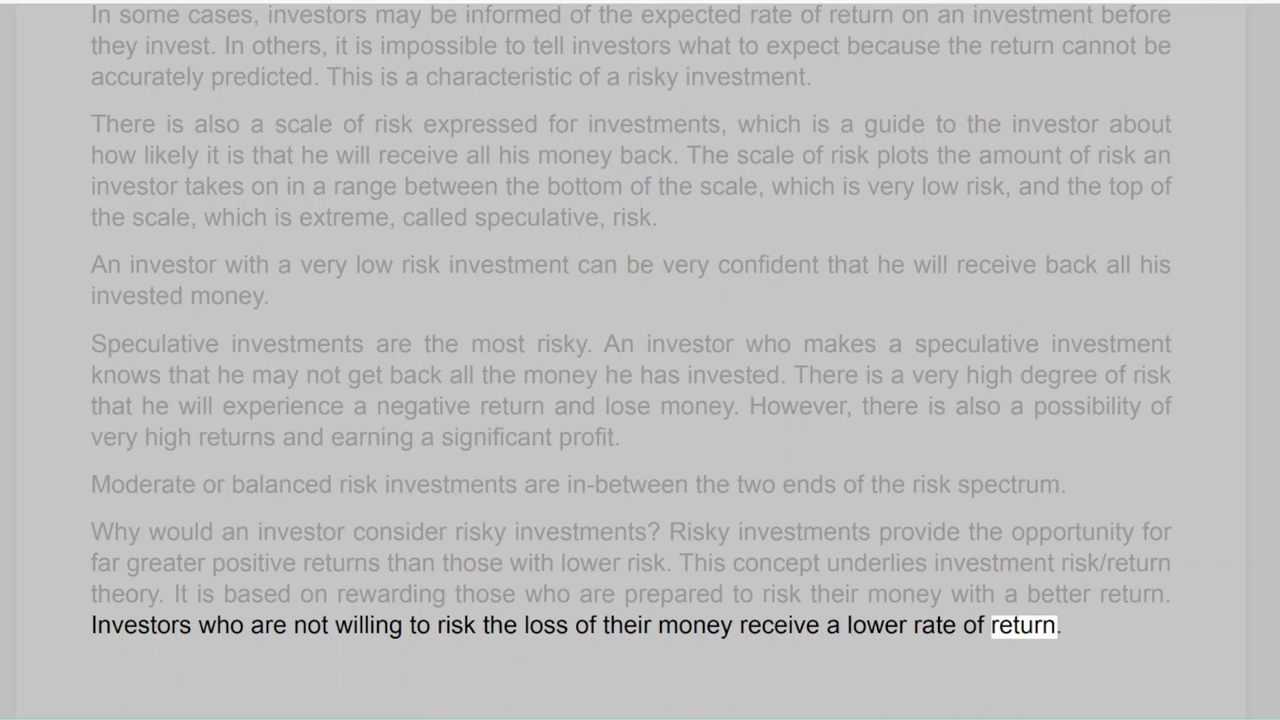 In some cases, investors may be informed of the expected rate of return on an investment before
they invest. In others, it is impossible to tell investors what to expect because the return cannot be
accurately predicted. This is a characteristic of a risky investment.
There is also a scale of risk expressed for investments, which is a guide to the investor about
how likely it is that he will receive all his money back. The scale of risk plots the amount of risk an
investor takes on in a range between the bottom of the scale, which is very low risk, and the top of
the scale, which is extreme, called speculative, risk.
An investor with a very low risk investment can be very confident that he will receive back all his
invested money.
Speculative investments are the most risky. An investor who makes a speculative investment
knows that he may not get back all the money he has invested. There is a very high degree of risk
that he will experience a negative return and lose money. However, there is also a possibility of
very high returns and earning a significant profit.
Moderate or balanced risk investments are in-between the two ends of the risk spectrum.
Why would an investor consider risky investments? Risky investments provide the opportunity for
far greater positive returns than those with lower risk. This concept underlies investment risk/return
theory. It is based on rewarding those who are prepared to risk their money with a better return.
Investors who are not willing to risk the loss of their money receive a lower rate of return.